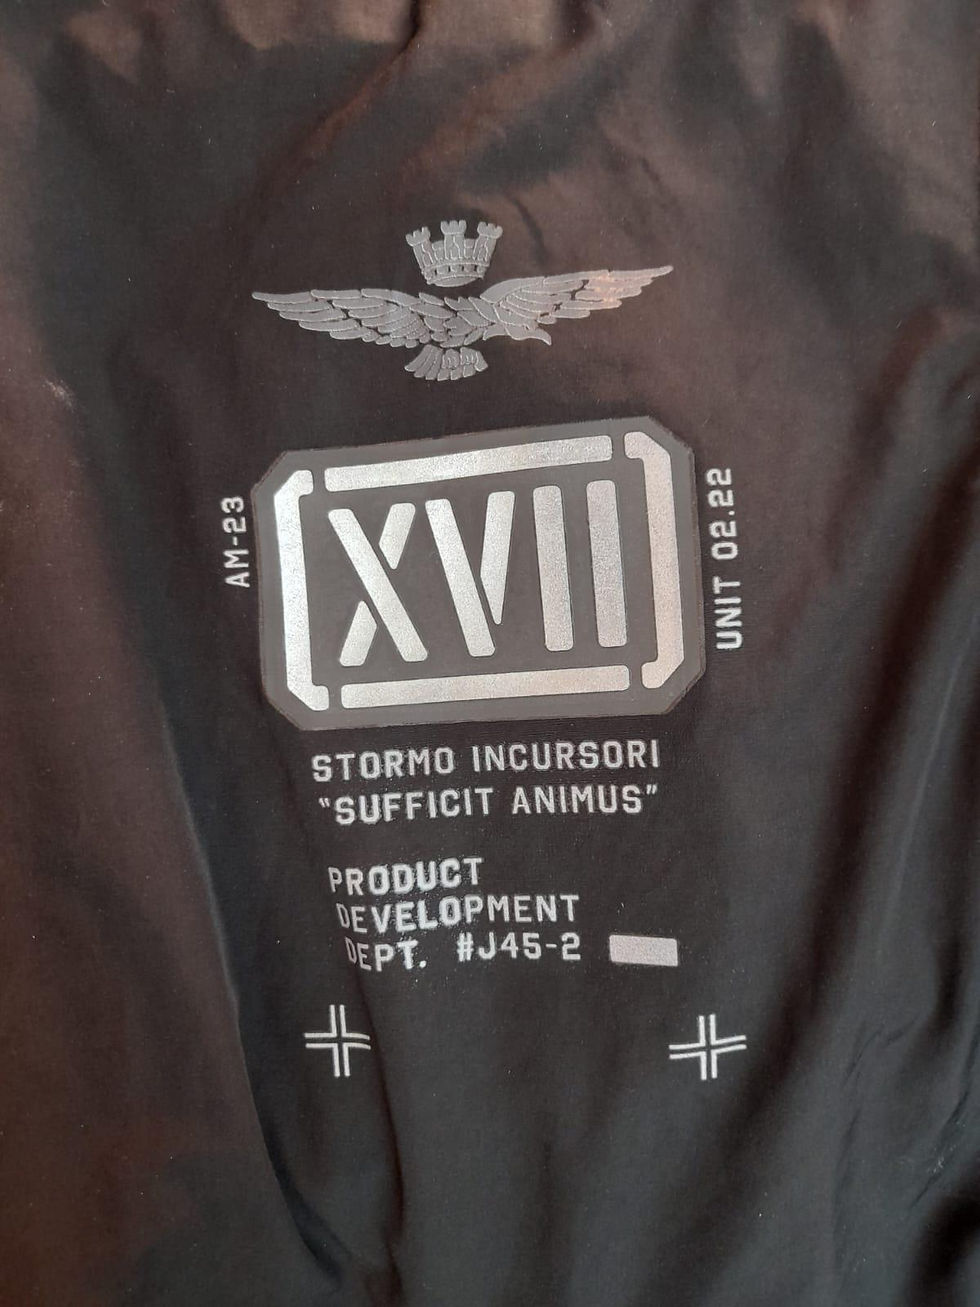 AM-23
XVII
UNIT 02.22
STORMO INCURSORI
"SUFFICIT ANIMUS"
PRODUCT
DEVELOPMENT
DEPT. #J45-2